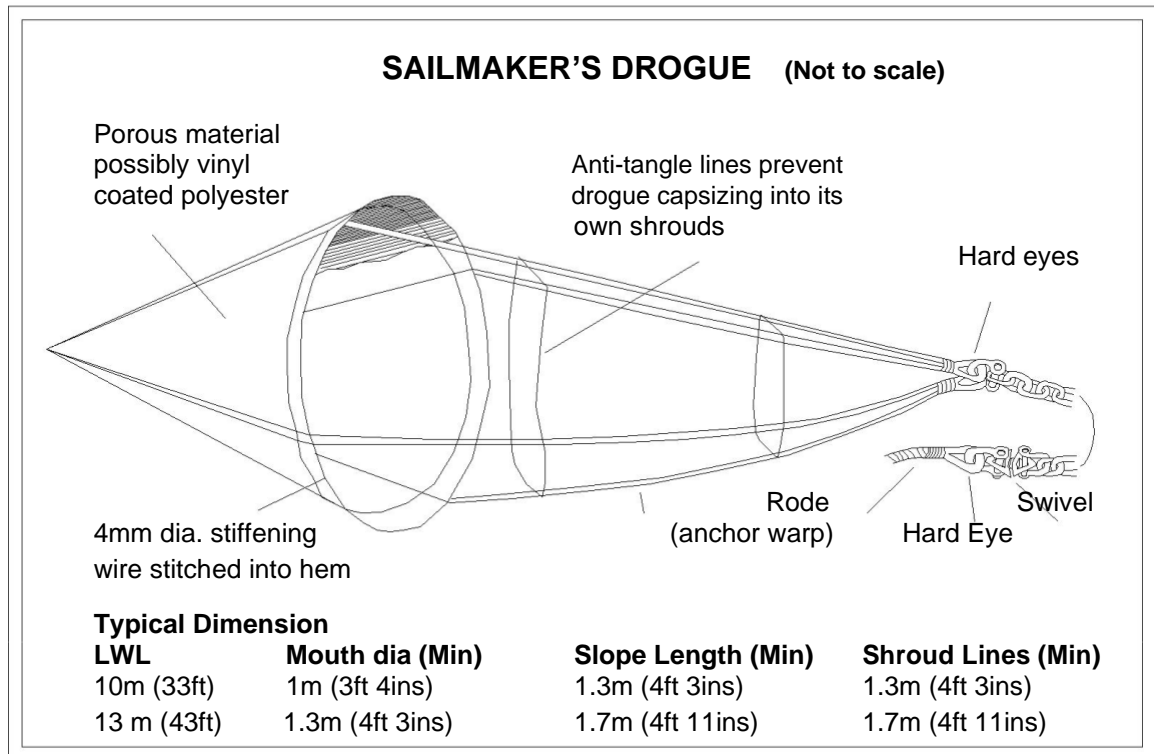 SAILMAKER'S DROGUE (Not to scale)
Porous material
possibly vinyl
coated polyester
Anti-tangle lines prevent
drogue capsizing into its
own shrouds
Hard eyes
4mm dia. stiffening
wire stitched into hem
Rode
(anchor warp)
Hard Eye
Swivel
Typical Dimension
LWL Mouth dia (Min) Slope Length (Min) Shroud Lines (Min)
10m (33ft) 1m (3ft 4ins) 1.3m (4ft 3ins) 1.3m (4ft 3ins)
13 m (43ft) 1.3m (4ft 3ins) 1.7m (4ft 11ins) 1.7m (4ft 11ins)